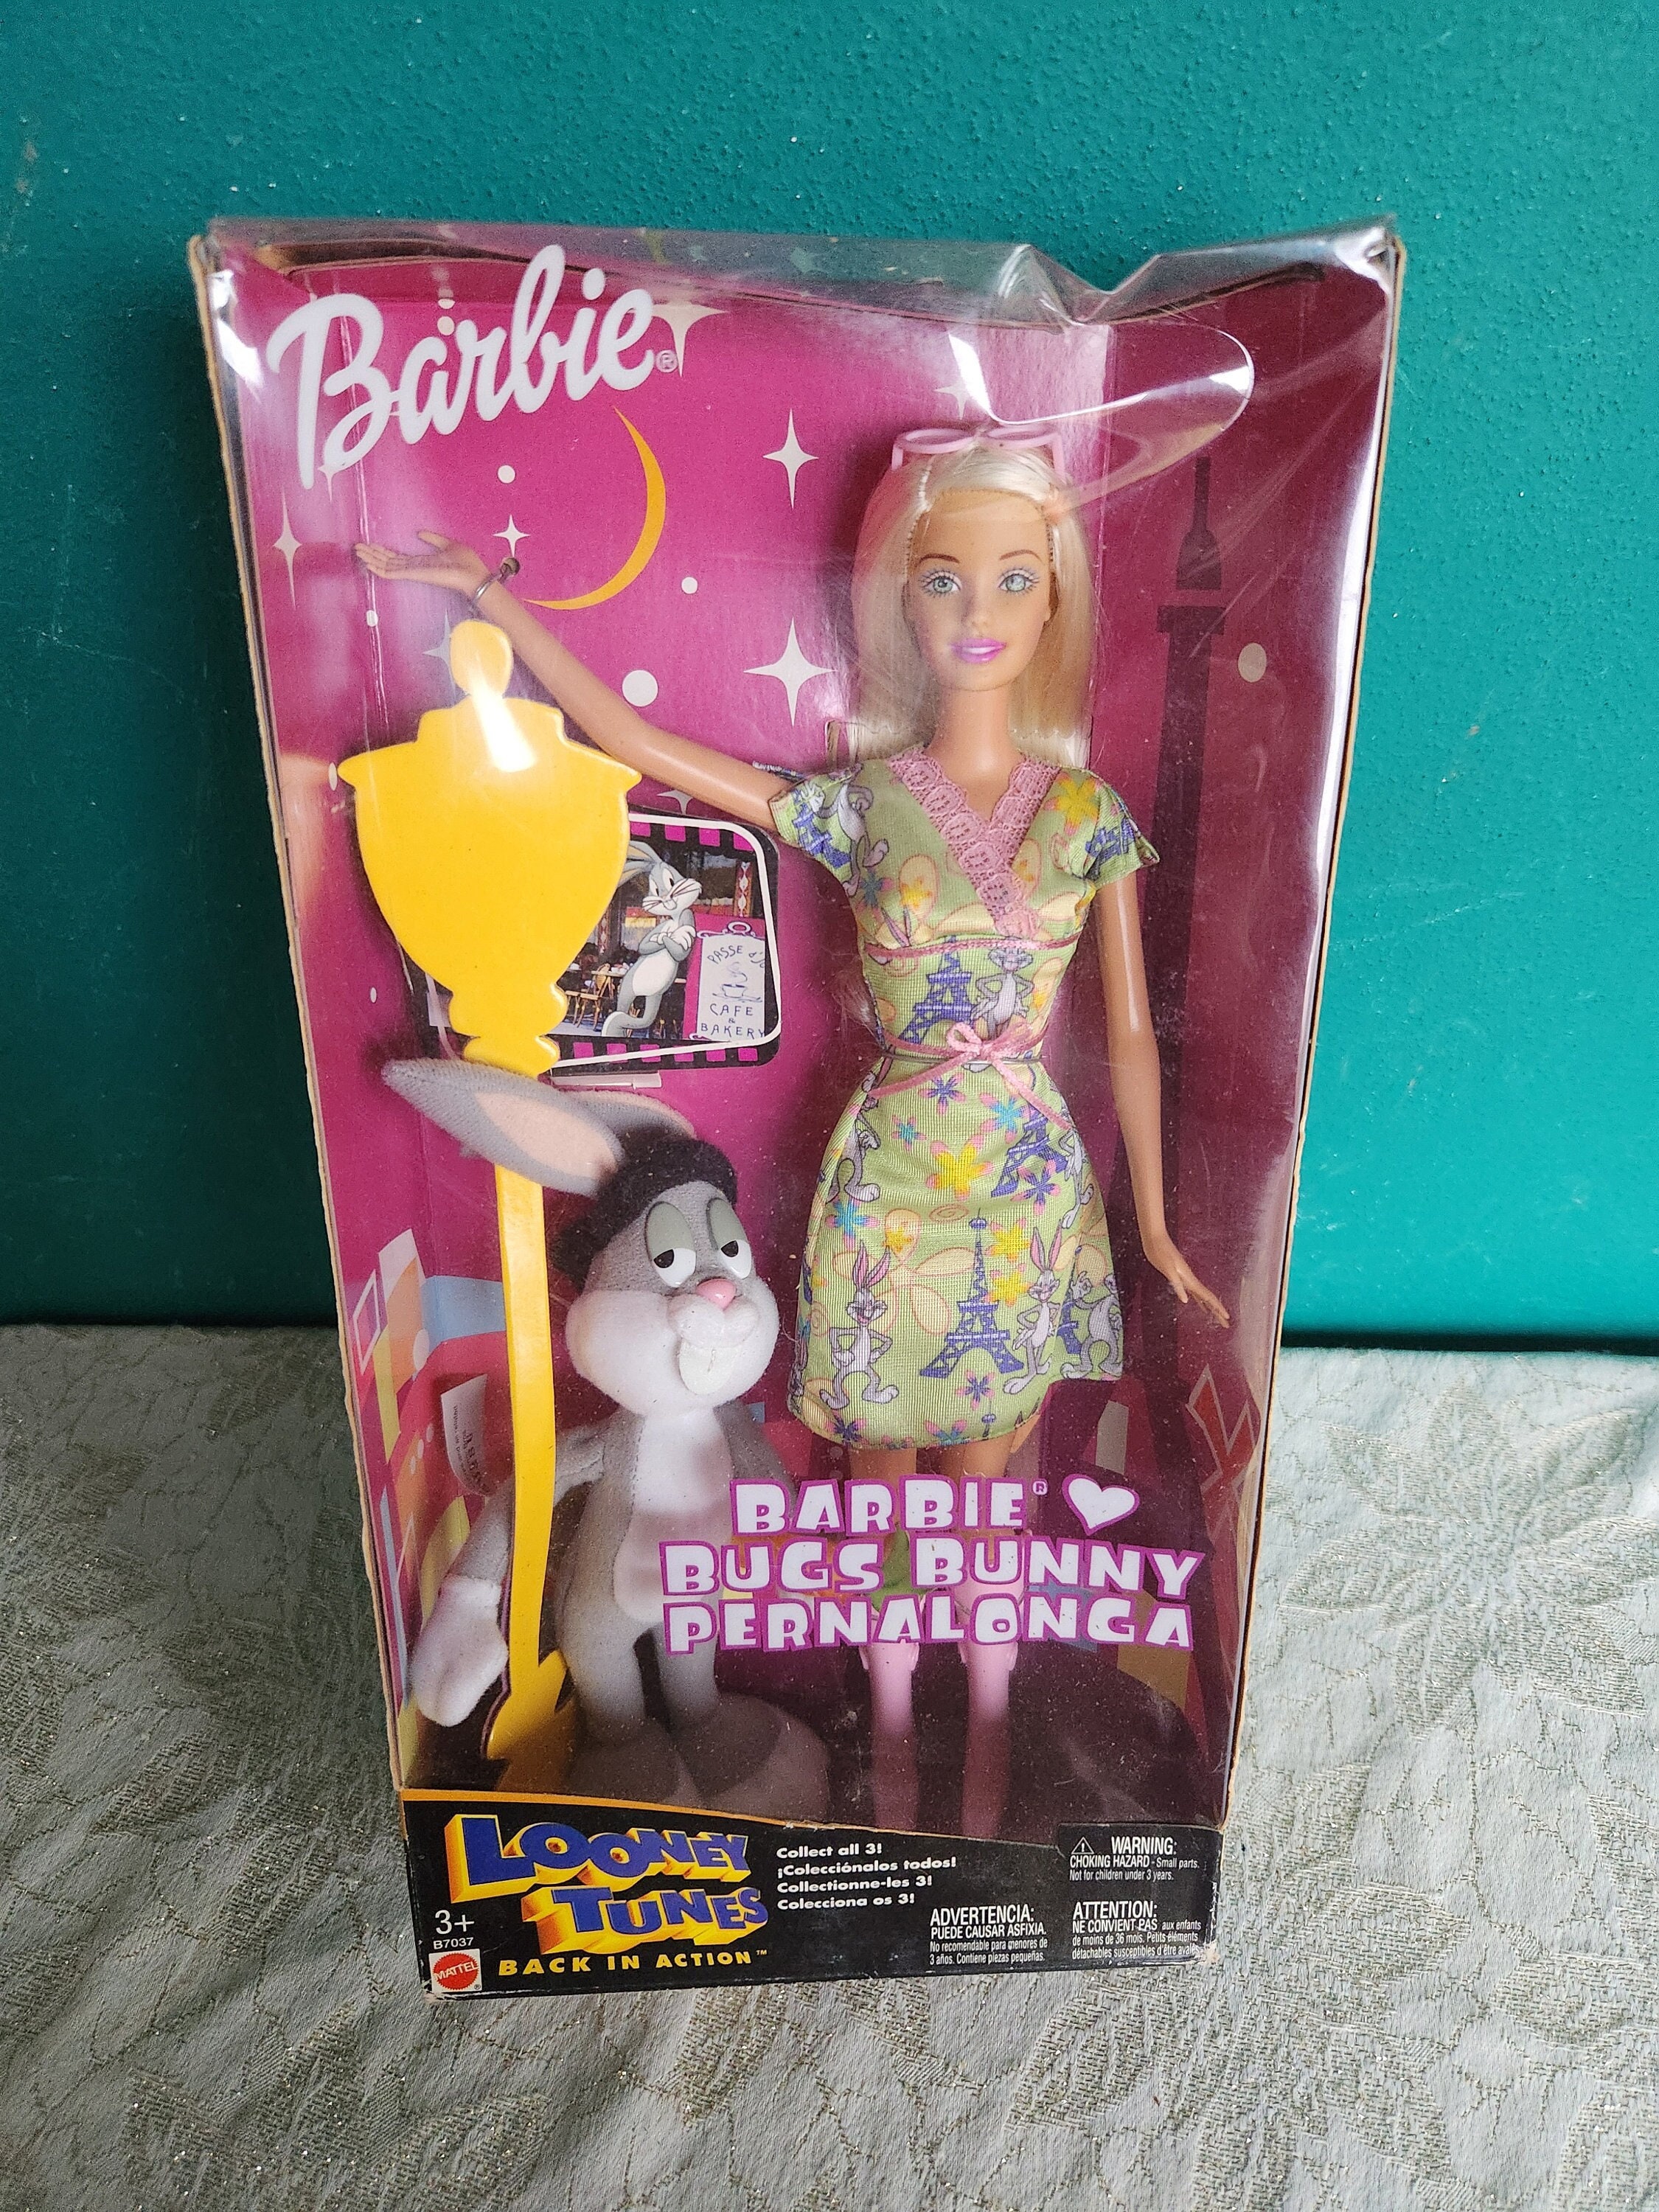 Barbie®
PASSE
CAFE
&
BAKERY
BARBIE® ♥
BUGS BUNNY
PERNALONGA
LOONEY
TUNES
BACK IN ACTION™
3+
B7037
MATTEL®
Collect all 3!
¡Colecciónalos todos!
Collectionne-les 3!
Colecciona os 3!
WARNING:
CHOKING HAZARD - Small parts.
Not for children under 3 years.
ADVERTENCIA:
PUEDE CAUSAR ASFIXIA.
No recomendable para menores de
3 años. Contiene piezas pequeñas.
ATTENTION:
NE CONVIENT PAS aux enfants
de moins de 36 mois. Petits éléments
détachables susceptibles d'être